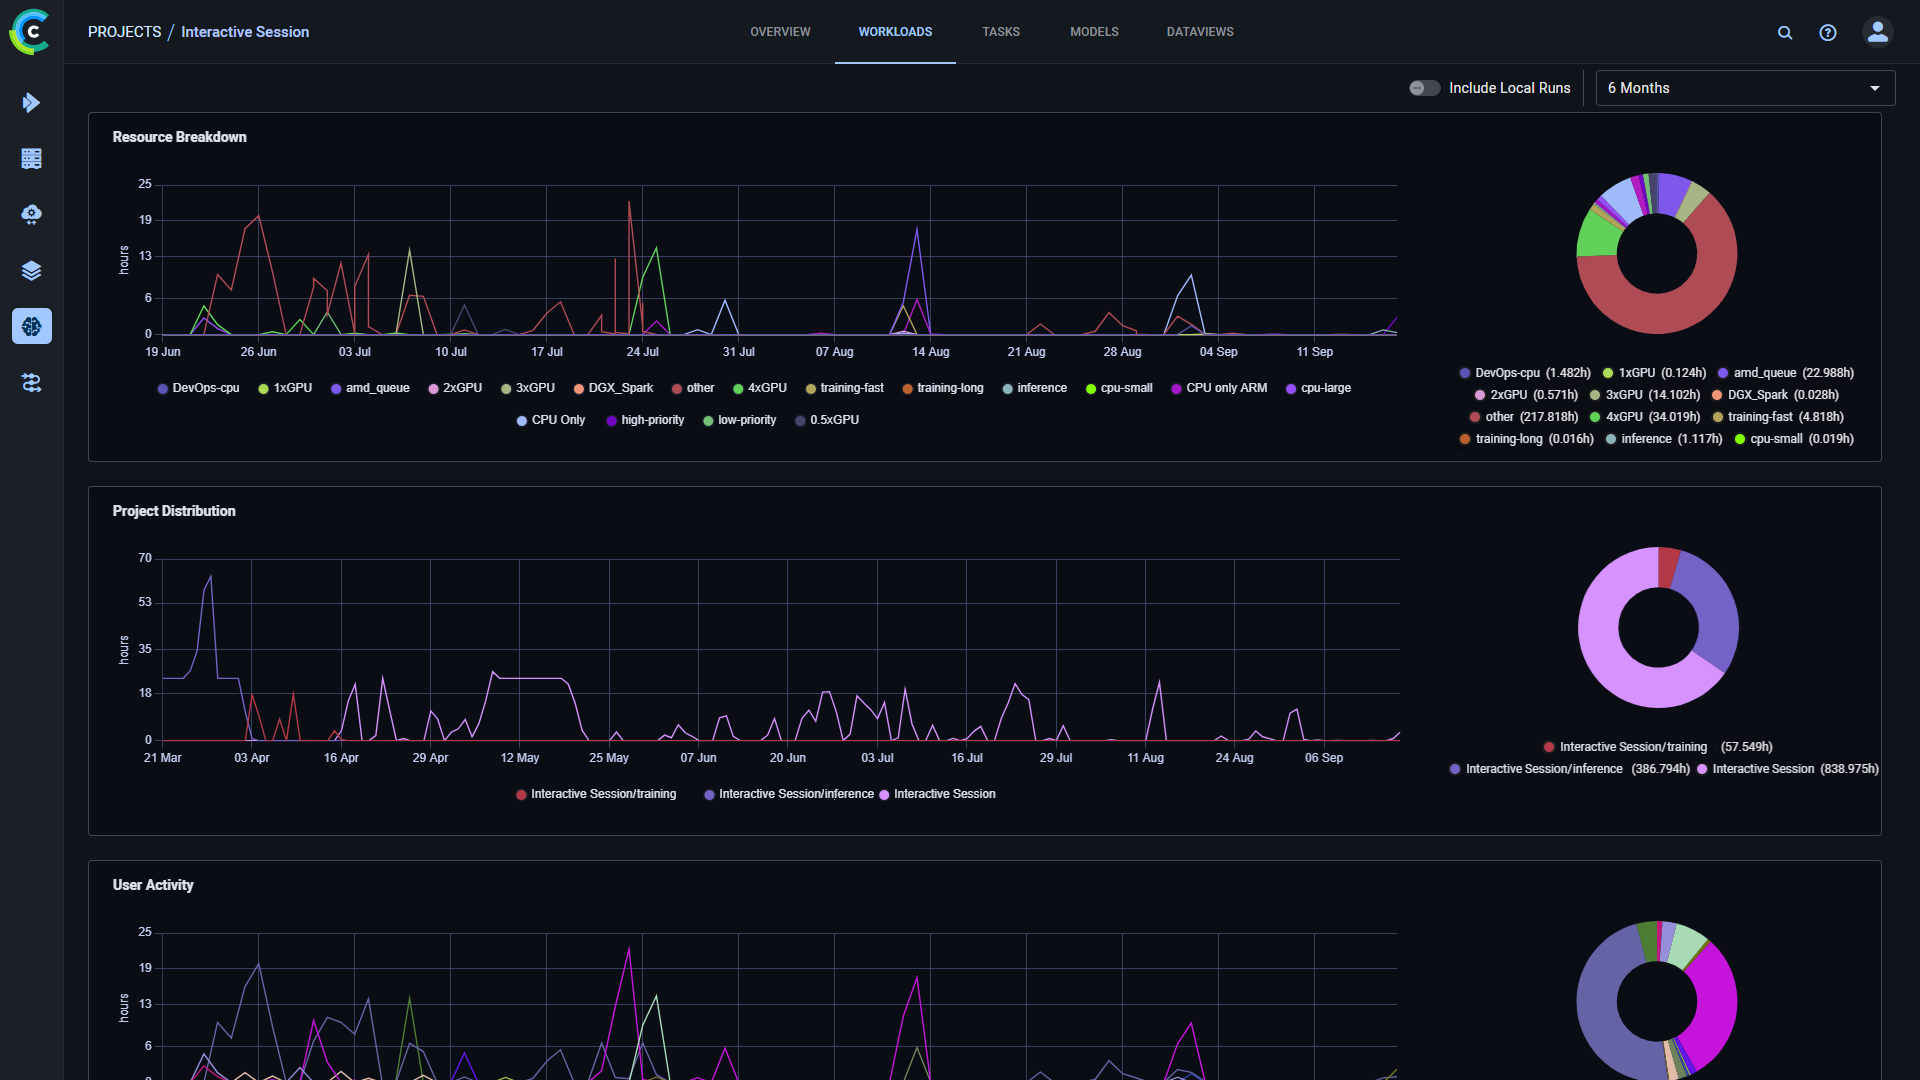 PROJECTS / Interactive Session
OVERVIEW WORKLOADS TASKS MODELS DATAVIEWS
Include Local Runs
6 Months
Resource Breakdown
25
19
13
6
0
hours
19 Jun 26 Jun 03 Jul 10 Jul 17 Jul 24 Jul 31 Jul 07 Aug 14 Aug 21 Aug 28 Aug 04 Sep 11 Sep
DevOps-cpu 1xGPU amd_queue 2xGPU 3xGPU DGX_Spark other 4xGPU training-fast training-long inference cpu-small CPU only ARM cpu-large
CPU Only high-priority low-priority 0.5xGPU
DevOps-cpu (1.482h) 1xGPU (0.124h) amd_queue (22.988h)
2xGPU (0.571h) 3xGPU (14.102h) DGX_Spark (0.028h)
other (217.818h) 4xGPU (34.019h) training-fast (4.818h)
training-long (0.016h) inference (1.117h) cpu-small (0.019h)
Project Distribution
70
53
35
18
0
hours
21 Mar 03 Apr 16 Apr 29 Apr 12 May 25 May 07 Jun 20 Jun 03 Jul 16 Jul 29 Jul 11 Aug 24 Aug 06 Sep
Interactive Session/training Interactive Session/inference Interactive Session
Interactive Session/training (57.549h)
Interactive Session/inference (386.794h) Interactive Session (838.975h)
User Activity
25
19
13
6
0
hours